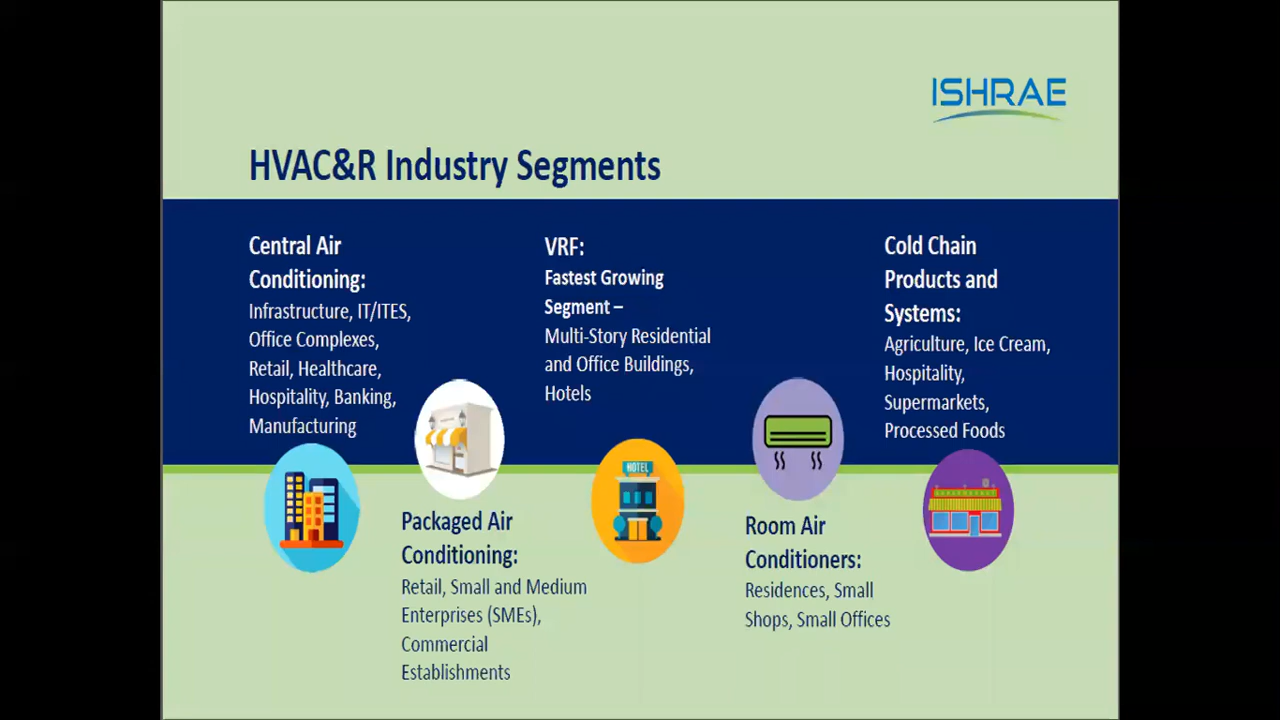 ISHRAE
HVAC&R Industry Segments
Central Air
Conditioning:
Infrastructure, IT/ITES,
Office Complexes,
Retail, Healthcare,
Hospitality, Banking,
Manufacturing
VRF:
Fastest Growing
Segment –
Multi-Story Residential
and Office Buildings,
Hotels
Cold Chain
Products and
Systems:
Agriculture, Ice Cream,
Hospitality,
Supermarkets,
Processed Foods
HOTEL
Packaged Air
Conditioning:
Retail, Small and Medium
Enterprises (SMEs),
Commercial
Establishments
Room Air
Conditioners:
Residences, Small
Shops, Small Offices